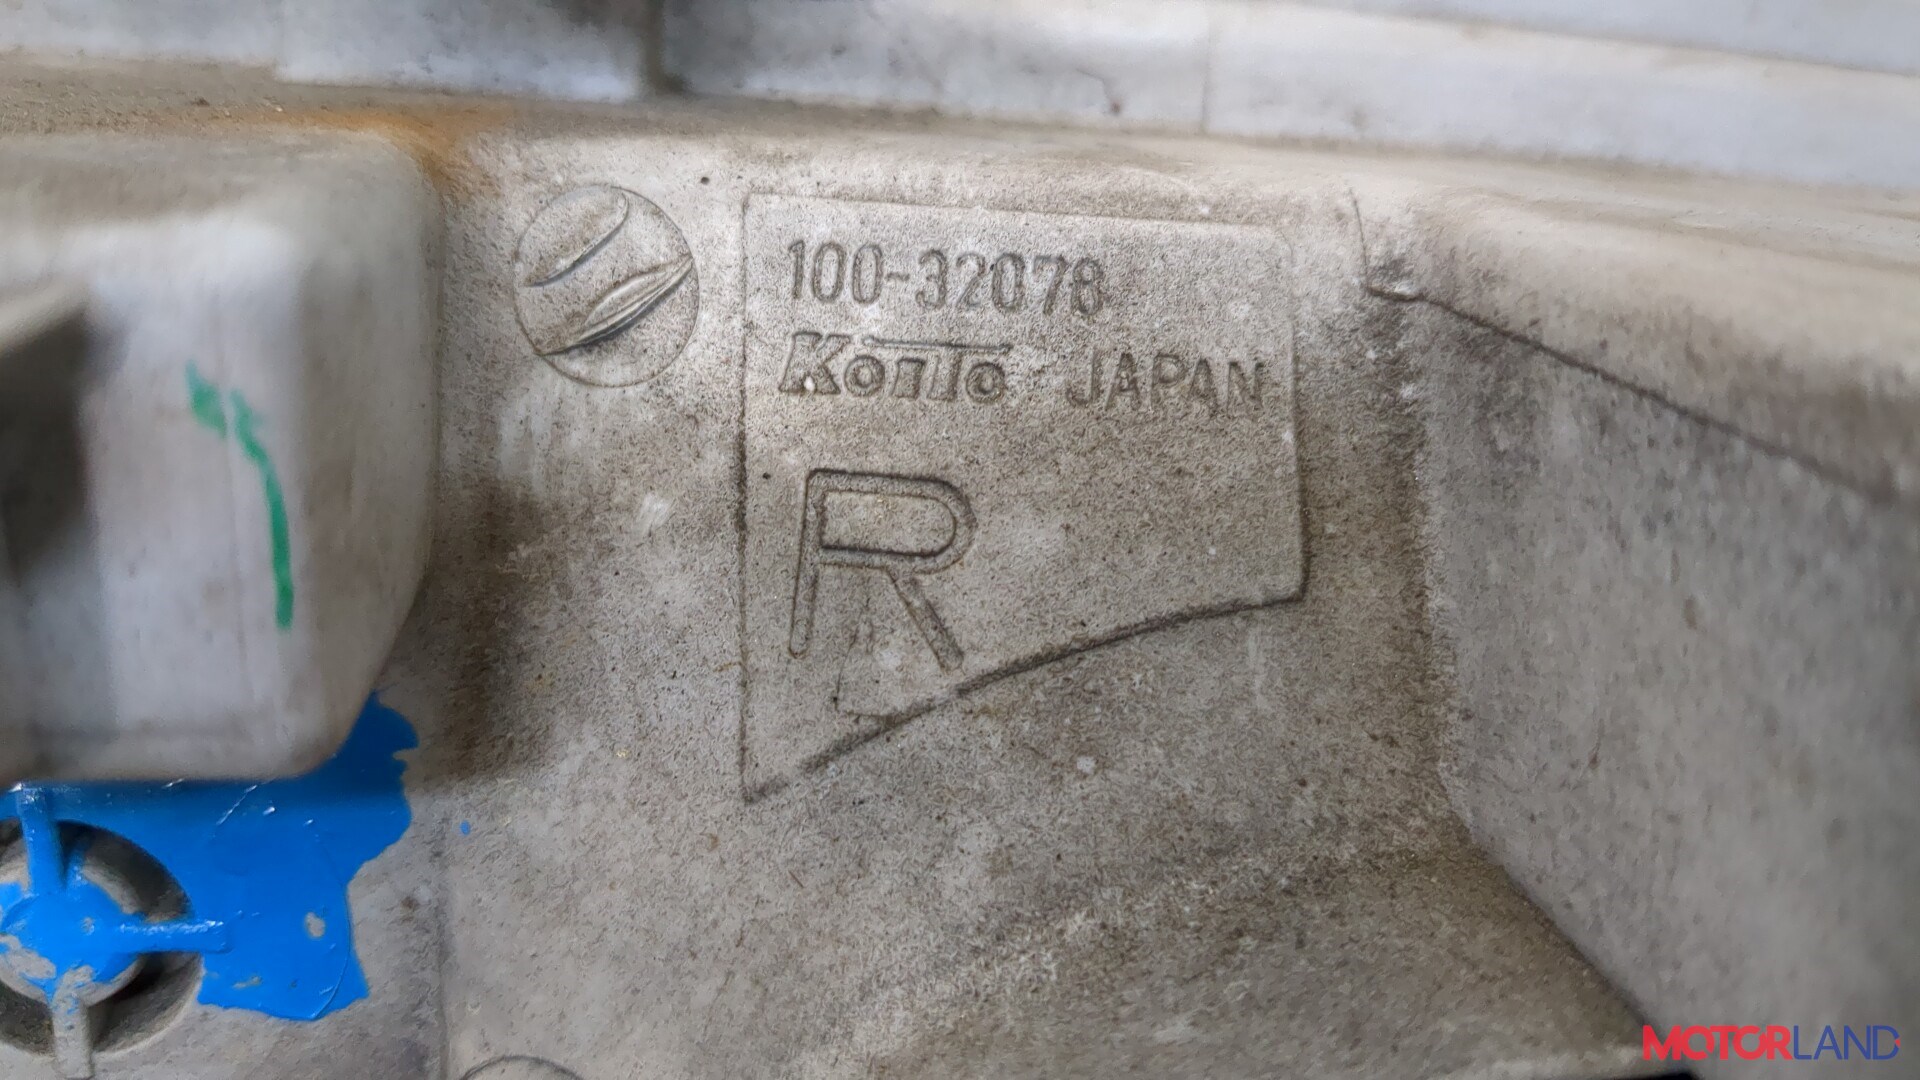 100-32078
KoiTo JAPAN
R
MOTORLAND